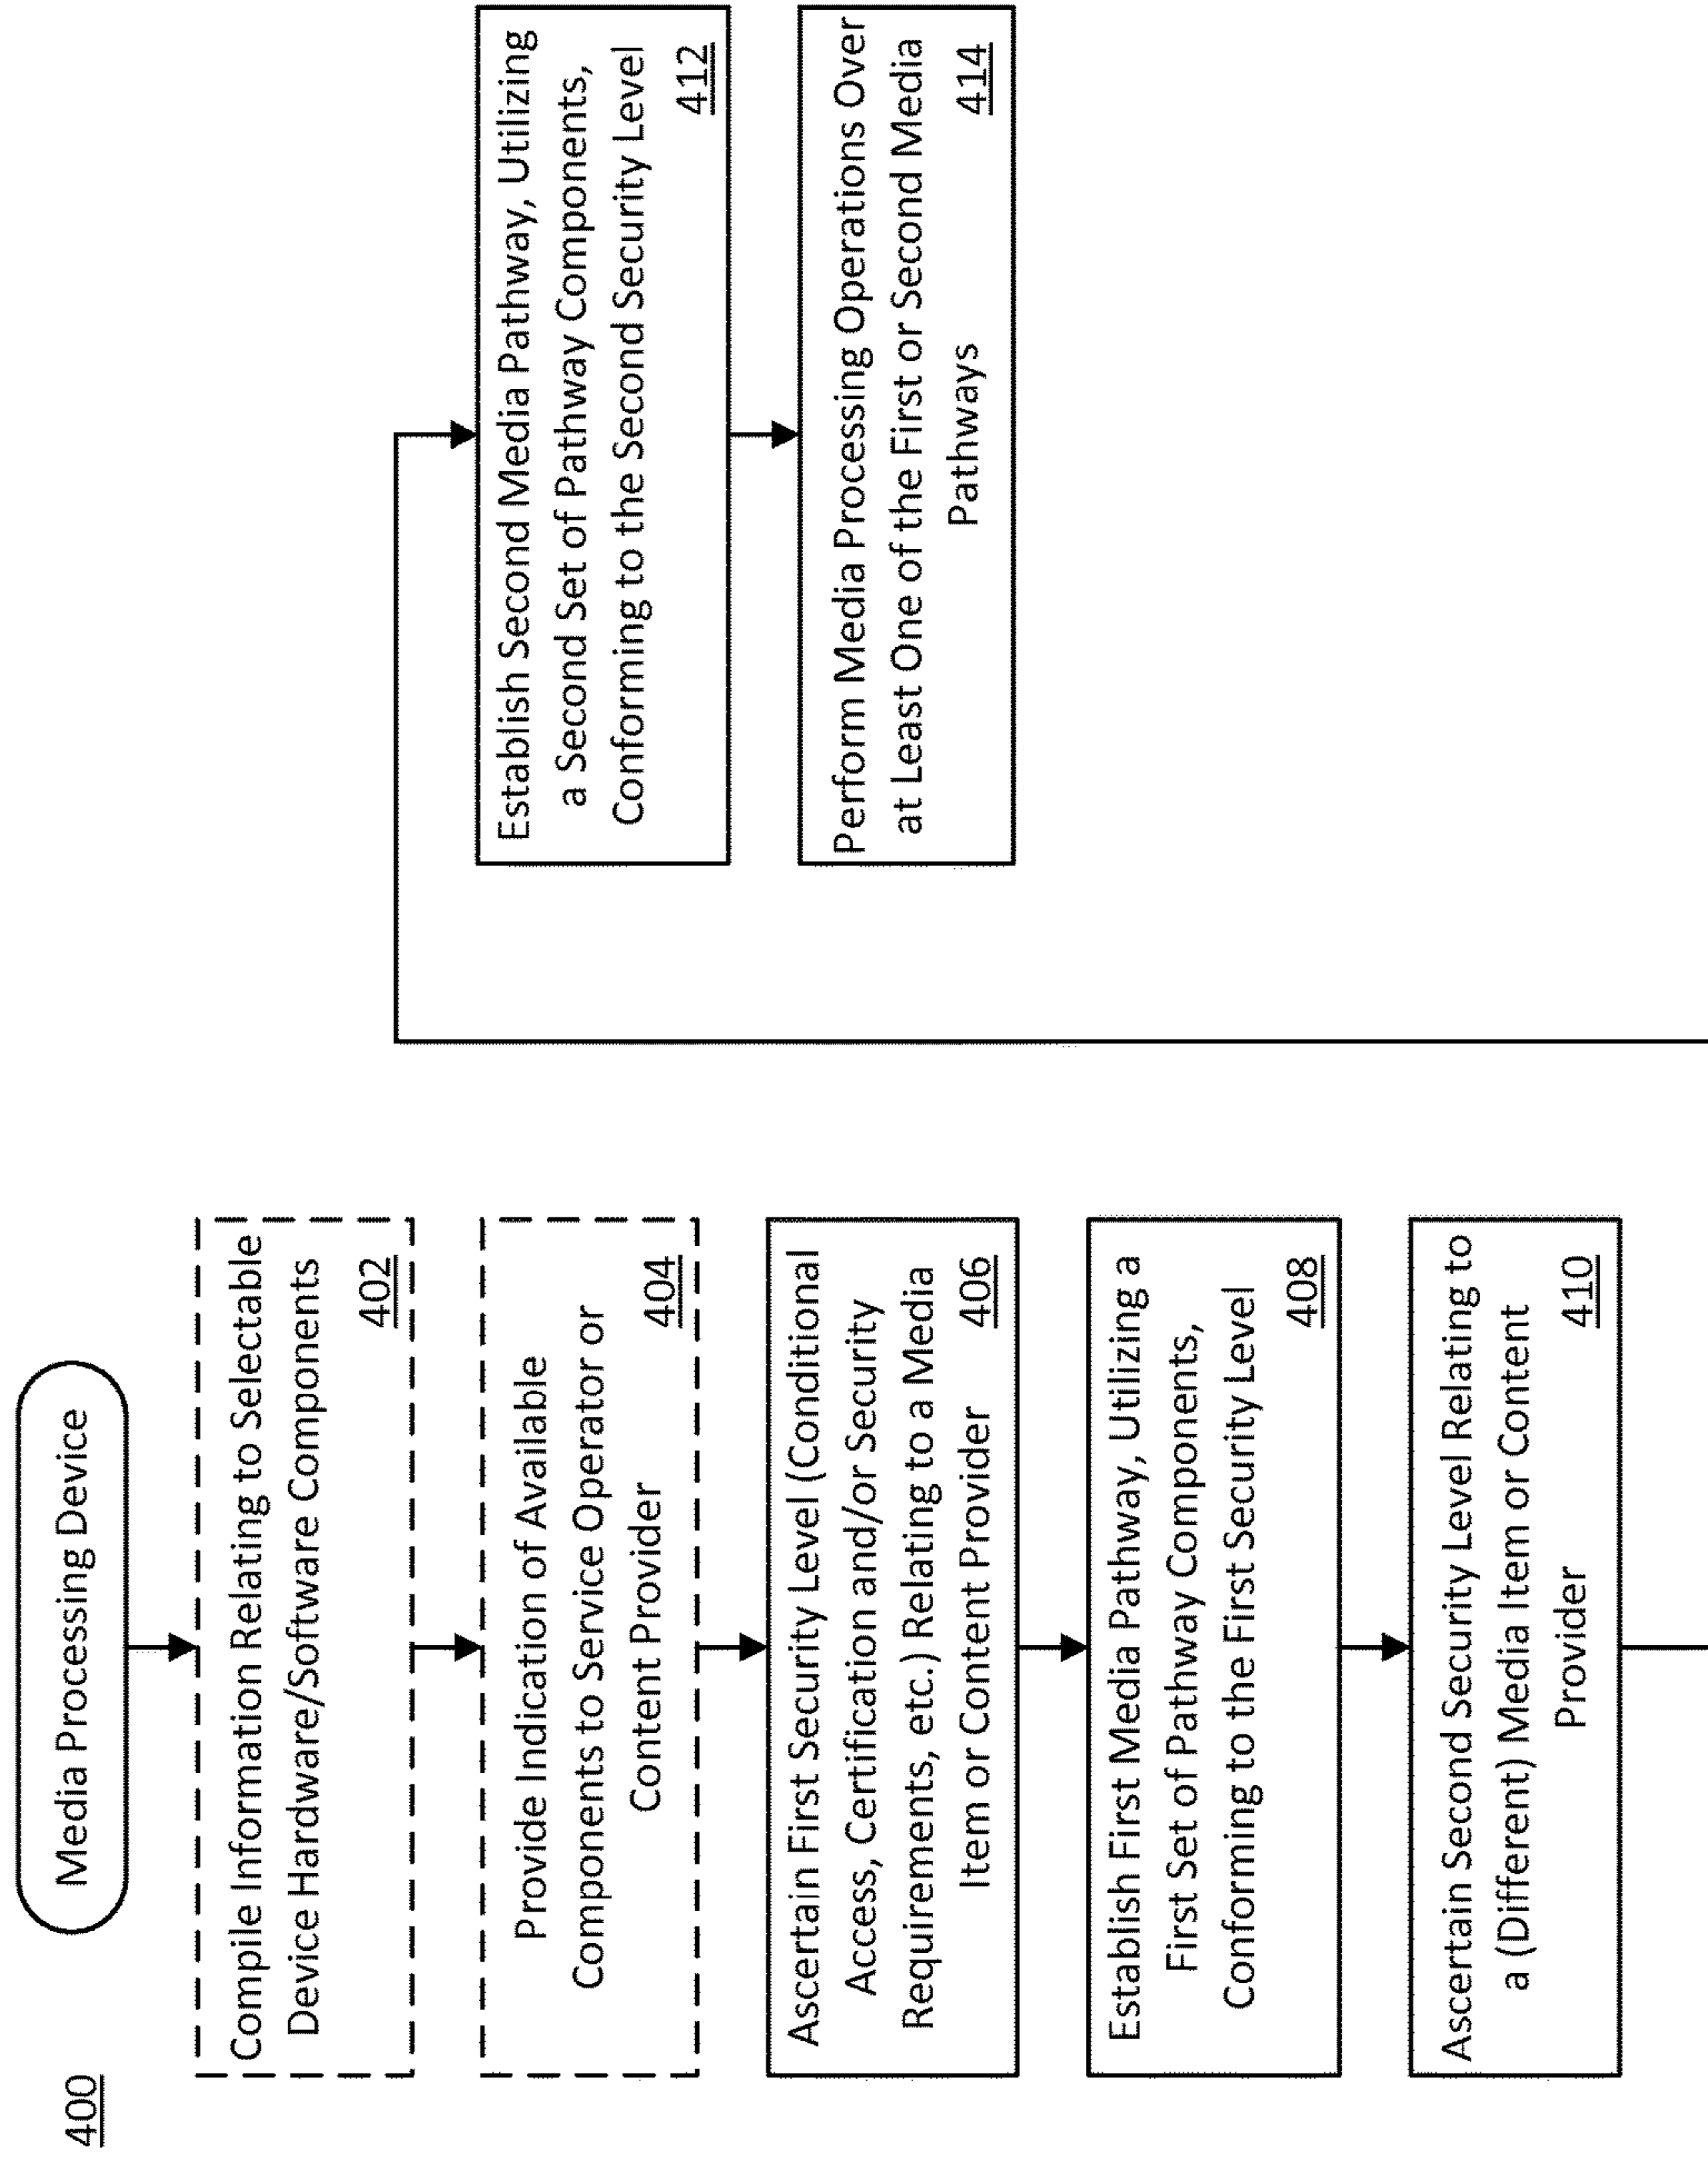 400
Media Processing Device
Compile Information Relating to Selectable
Device Hardware/Software Components
402
Provide Indication of Available
Components to Service Operator or
Content Provider
404
Ascertain First Security Level (Conditional
Access, Certification and/or Security
Requirements, etc.) Relating to a Media
Item or Content Provider
406
Establish First Media Pathway, Utilizing a
First Set of Pathway Components,
Conforming to the First Security Level
408
Ascertain Second Security Level Relating to
a (Different) Media Item or Content
Provider
410
Establish Second Media Pathway, Utilizing
a Second Set of Pathway Components,
Conforming to the Second Security Level
412
Perform Media Processing Operations Over
at Least One of the First or Second Media
Pathways
414